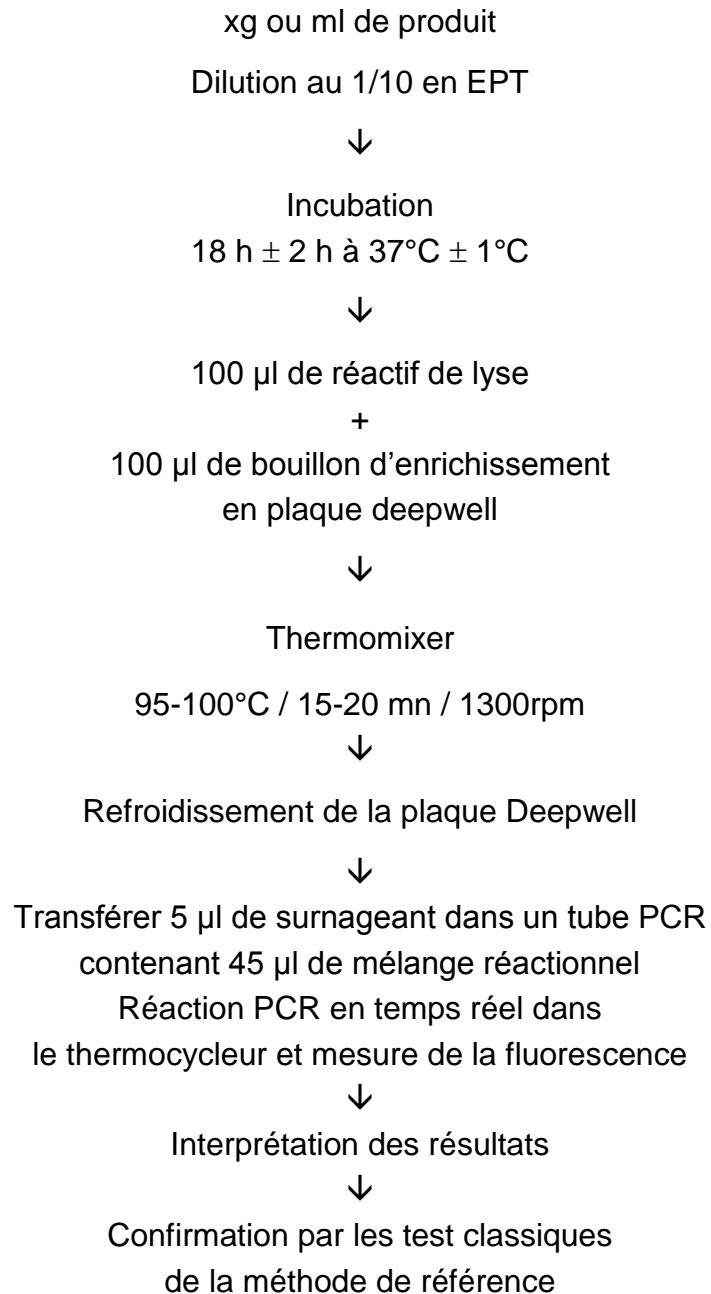 xg ou ml de produit
Dilution au 1/10 en EPT
↓
Incubation
18 h ± 2 h à 37°C ± 1°C
↓
100 µl de réactif de lyse
+
100 µl de bouillon d’enrichissement
en plaque deepwell
↓
Thermomixer
95-100°C / 15-20 mn / 1300rpm
↓
Refroidissement de la plaque Deepwell
↓
Transférer 5 µl de surnageant dans un tube PCR
contenant 45 µl de mélange réactionnel
Réaction PCR en temps réel dans
le thermocycleur et mesure de la fluorescence
↓
Interprétation des résultats
↓
Confirmation par les test classiques
de la méthode de référence